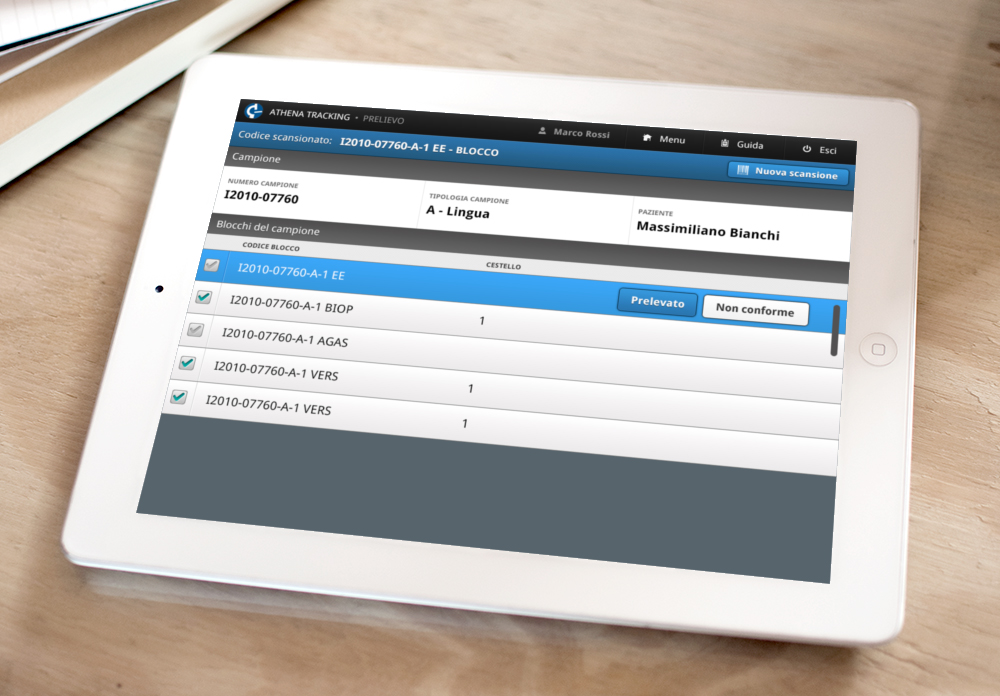 ATHENA TRACKING • PRELIEVO
Marco Rossi
Menu
Guida
Esci
Codice scansionato: I2010-07760-A-1 EE - BLOCCO
Nuova scansione
Campione
NUMERO CAMPIONE
I2010-07760
TIPOLOGIA CAMPIONE
A - Lingua
PAZIENTE
Massimiliano Bianchi
Blocchi del campione
CODICE BLOCCO CESTELLO
I2010-07760-A-1 EE
Prelevato
Non conforme
I2010-07760-A-1 BIOP 1
I2010-07760-A-1 AGAS
I2010-07760-A-1 VERS 1
I2010-07760-A-1 VERS 1